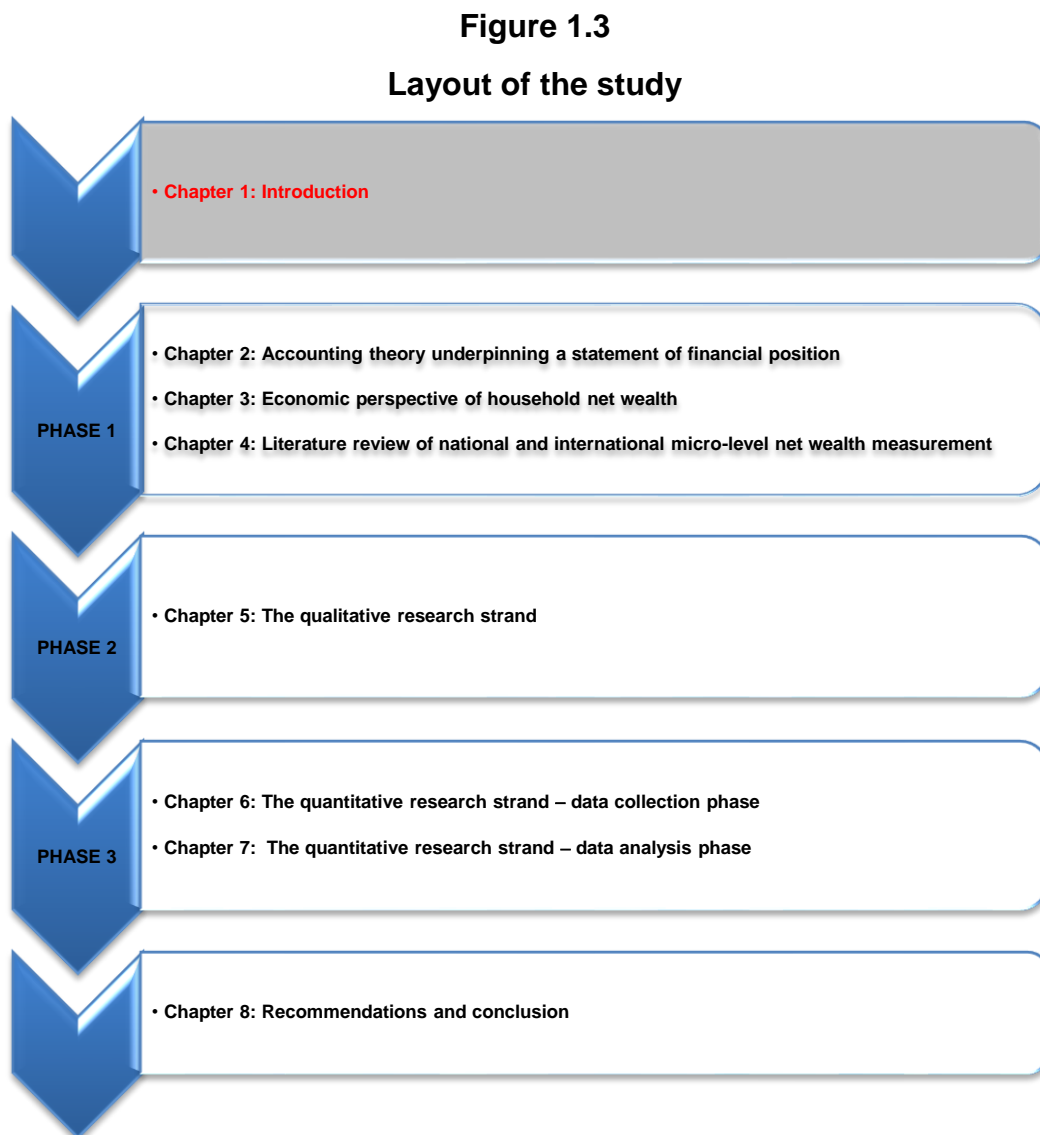 Figure 1.3
Layout of the study
• Chapter 1: Introduction
PHASE 1
• Chapter 2: Accounting theory underpinning a statement of financial position
• Chapter 3: Economic perspective of household net wealth
• Chapter 4: Literature review of national and international micro-level net wealth measurement
PHASE 2
• Chapter 5: The qualitative research strand
PHASE 3
• Chapter 6: The quantitative research strand – data collection phase
• Chapter 7:  The quantitative research strand – data analysis phase
• Chapter 8: Recommendations and conclusion